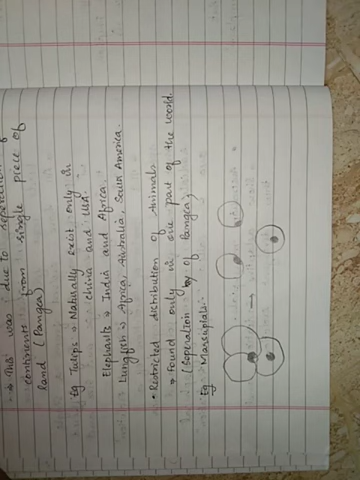 → This was due to seperation of
continents from single piece of
land (Pangea)
Eg Tulips → Naturally exist only in
china and USA.
Elephants → India and Africa.
Lungfish → Africa, Australia, South America.
• Restricted distribution of Animals
→ Found only in one part of the world.
(Seperation of Pangea)
Eg Marsupials.